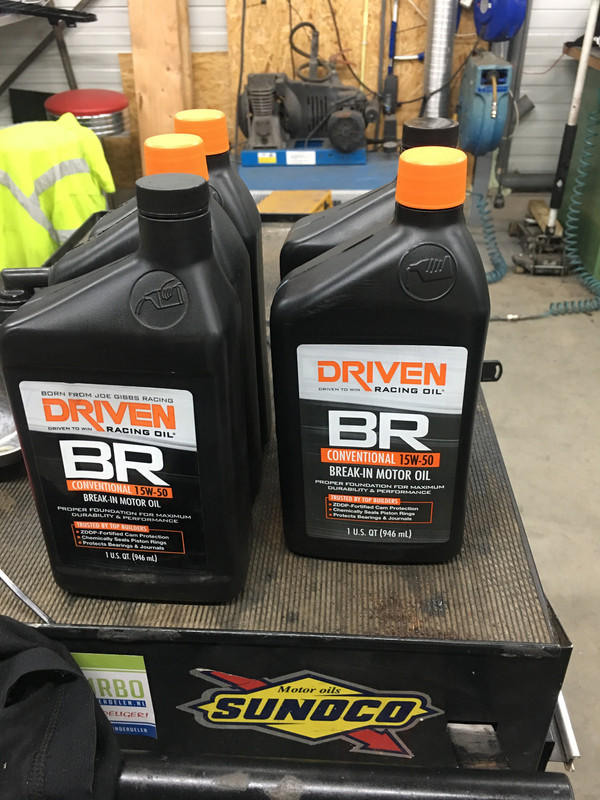 BORN FROM JOE GIBBS RACING
DRIVEN
DRIVEN TO WIN RACING OIL
BR
CONVENTIONAL 15W-50
BREAK-IN MOTOR OIL
PROPER FOUNDATION FOR MAXIMUM
DURABILITY & PERFORMANCE
TRUSTED BY TOP BUILDERS
ZDDP-Fortified Cam Protection
Chemically Seals Piston Rings
Protects Bearings & Journals
1 U.S. QT (946 mL)
DRIVEN
DRIVEN TO WIN RACING OIL
BR
CONVENTIONAL 15W-50
BREAK-IN MOTOR OIL
PROPER FOUNDATION FOR MAXIMUM
DURABILITY & PERFORMANCE
TRUSTED BY TOP BUILDERS
ZDDP-Fortified Cam Protection
Chemically Seals Piston Rings
Protects Bearings & Journals
1 U.S. QT (946 mL)
Motor oils
SUNOCO